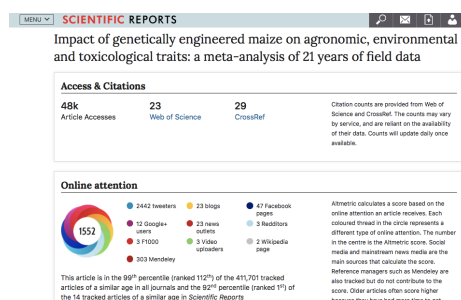 MENU
SCIENTIFIC REPORTS
Impact of genetically engineered maize on agronomic, environmental
and toxicological traits: a meta-analysis of 21 years of field data
Access & Citations
48k
Article Accesses
23
Web of Science
29
CrossRef
Citation counts are provided from Web of
Science and CrossRef. The counts may vary
by service, and are reliant on the availability
of their data. Counts will update daily once
available.
Online attention
1552
2442 tweeters
23 blogs
47 Facebook
pages
12 Google+
users
23 news
outlets
3 Redditors
3 F1000
3 Video
uploaders
2 Wikipedia
page
303 Mendeley
Altmetric calculates a score based on the
online attention an article receives. Each
coloured thread in the circle represents a
different type of online attention. The number
in the centre is the Altmetric score. Social
media and mainstream news media are the
main sources that calculate the score.
Reference managers such as Mendeley are
also tracked but do not contribute to the
score. Older articles often score higher
because they have had more time to get
This article is in the 99th percentile (ranked 112th) of the 411,701 tracked
articles of a similar age in all journals and the 92nd percentile (ranked 1st) of
the 14 tracked articles of a similar age in Scientific Reports